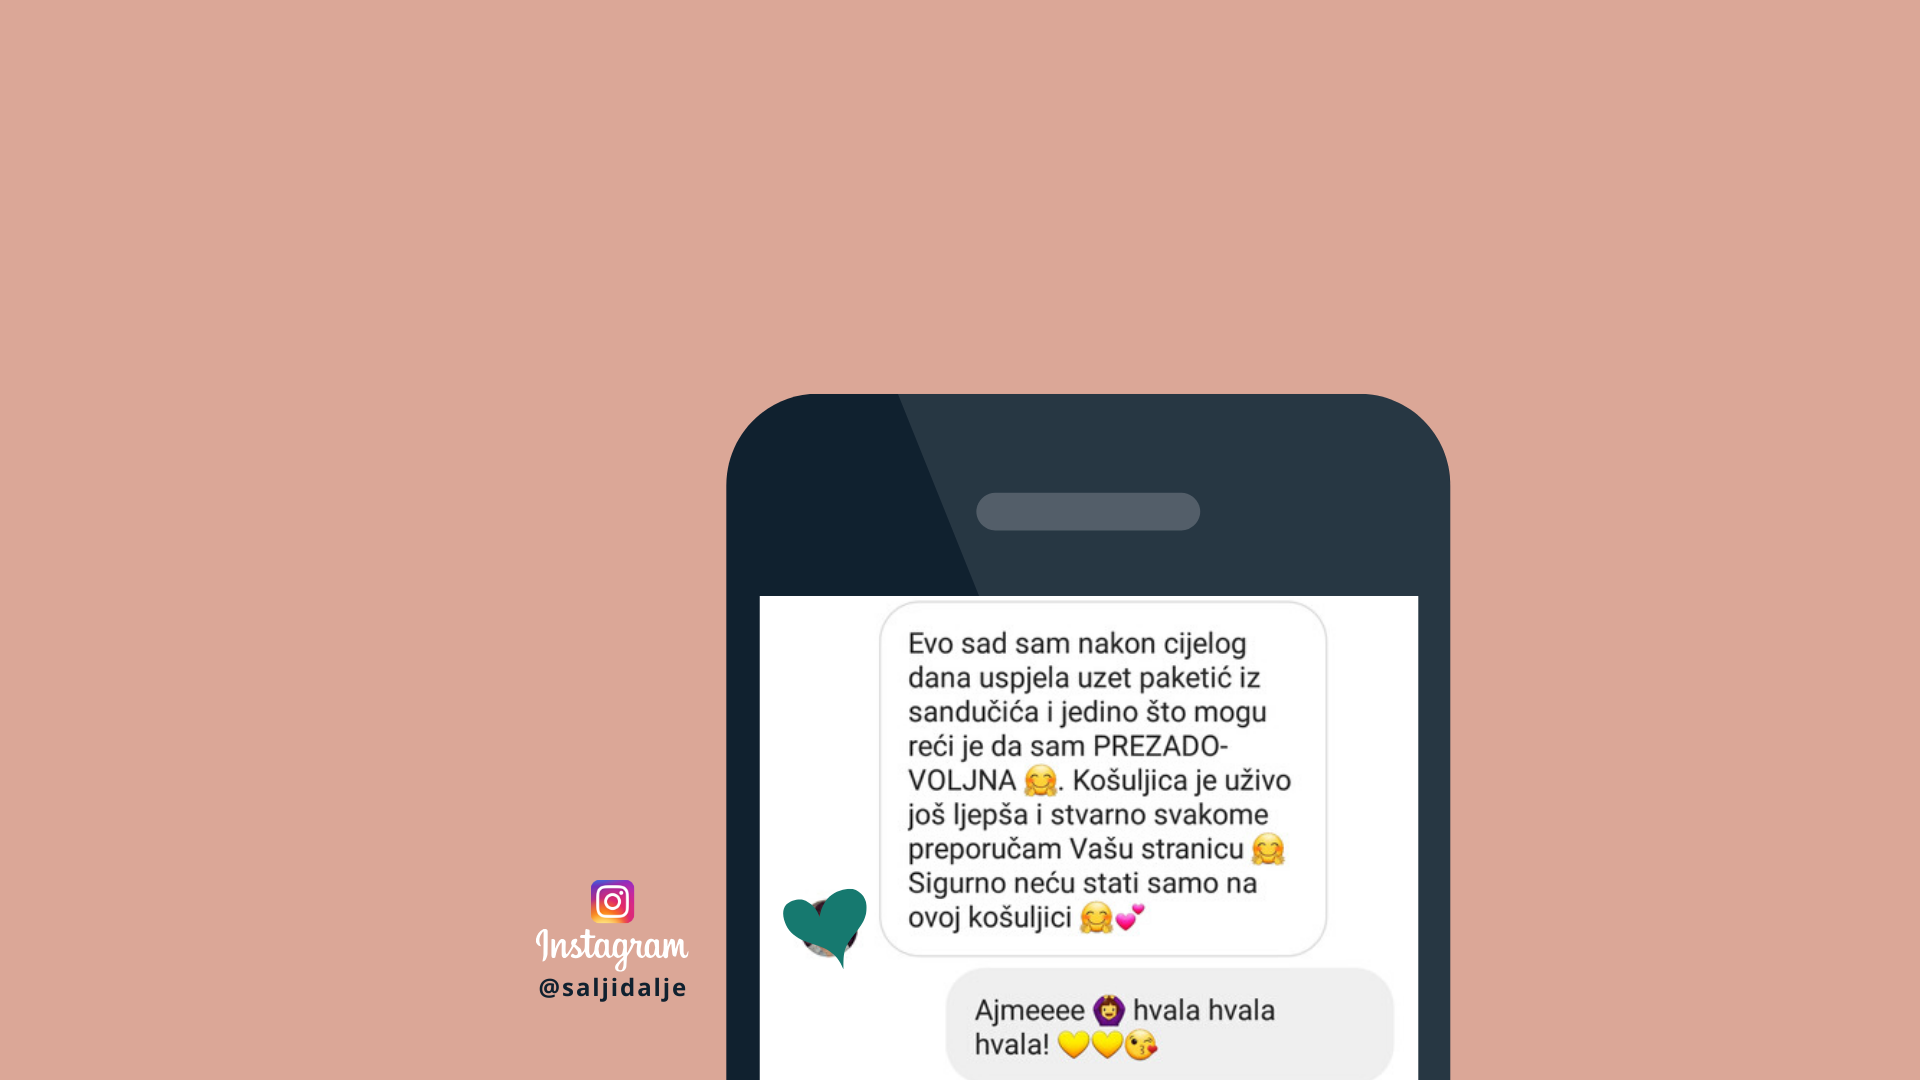 Evo sad sam nakon cijelog
dana uspjela uzet paketić iz
sandučića i jedino što mogu
reći je da sam PREZADO-
VOLJNA 🤗. Košuljica je uživo
još ljepša i stvarno svakome
preporučam Vašu stranicu 🤗
Sigurno neću stati samo na
ovoj košuljici 🤗💕
Ajmeeee 🙆‍♀️ hvala hvala
hvala! 💛💛😘
Instagram
@saljidalje